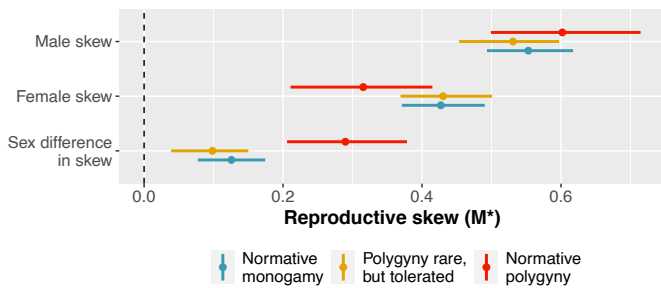 Male skew
Female skew
Sex difference
in skew
0.0 0.2 0.4 0.6
Reproductive skew (M*)
Normative
monogamy
Polygyny rare,
but tolerated
Normative
polygyny